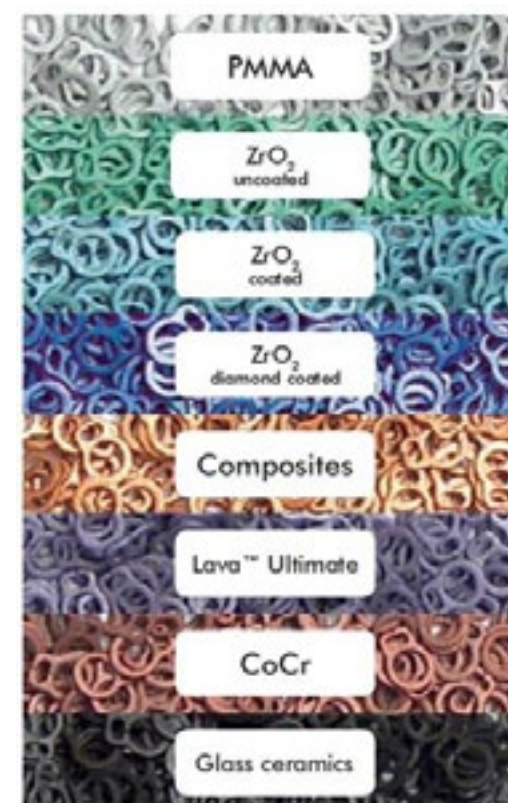 PMMA
ZrO₂
uncoated
ZrO₂
coated
ZrO₂
diamond coated
Composites
Lava™ Ultimate
CoCr
Glass ceramics